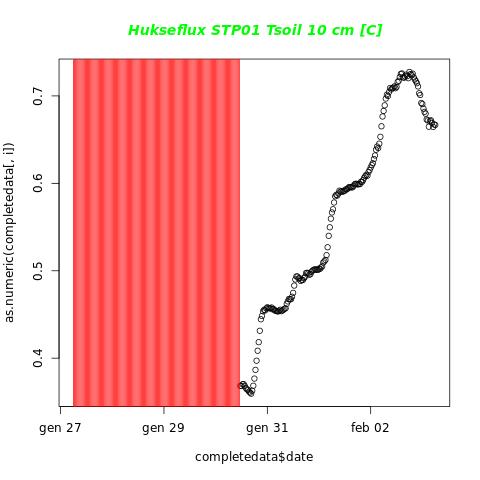 Hukseflux STP01 Tsoil 10 cm [C]
as.numeric(completedata[, i])
0.7
0.6
0.5
0.4
gen 27 gen 29 gen 31 feb 02
completedata$date